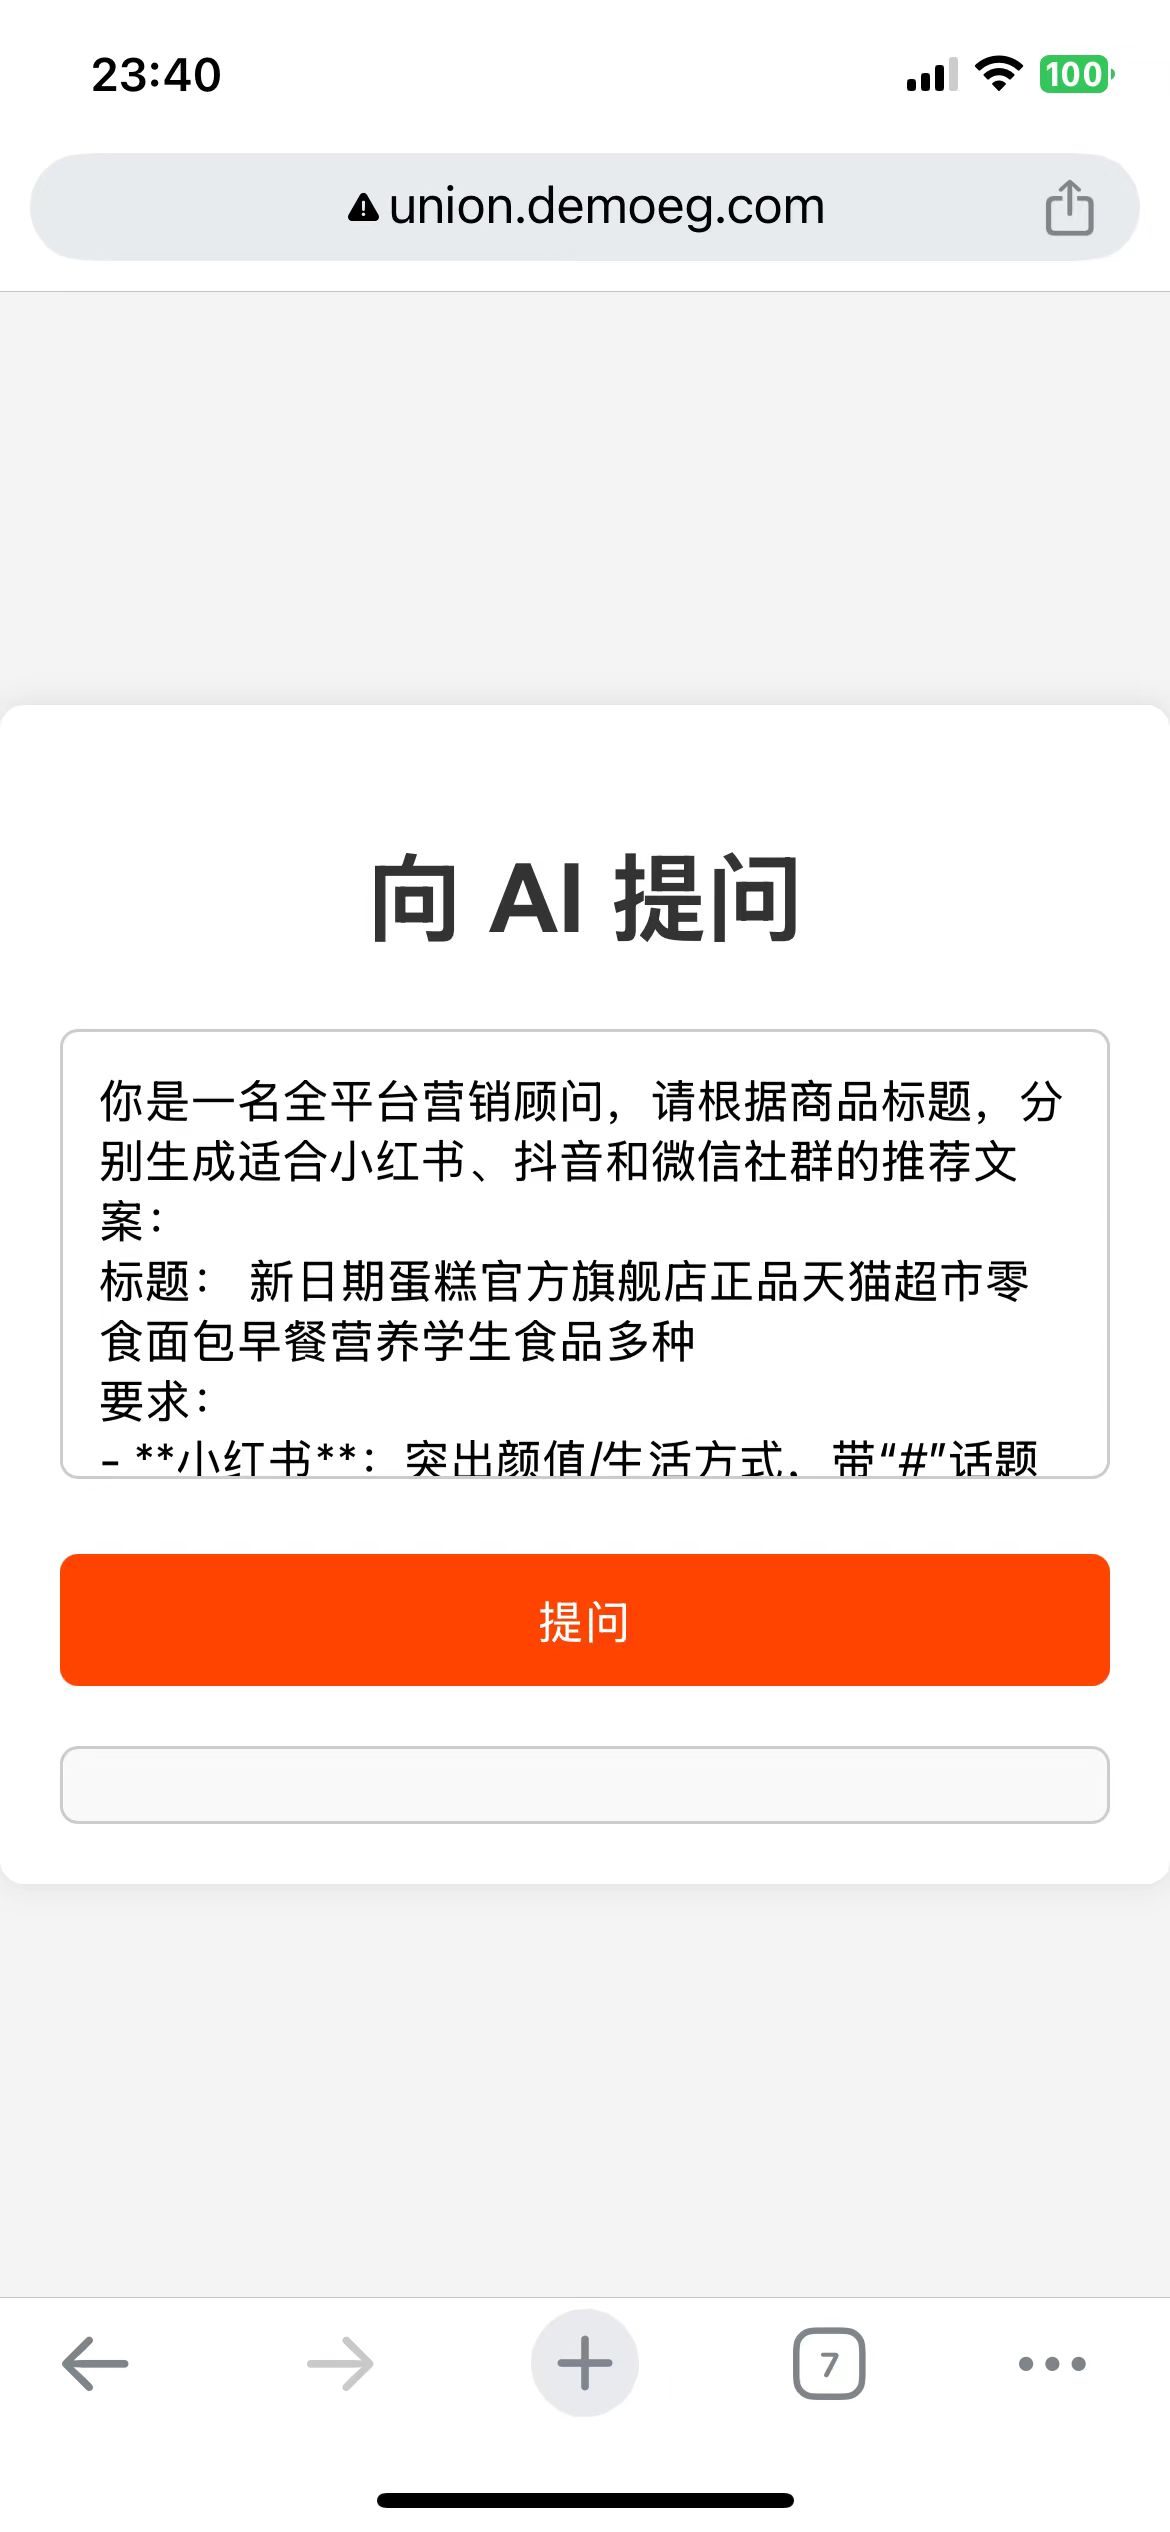 23:40
100
union.demoeg.com
向 AI 提问
你是一名全平台营销顾问，请根据商品标题，分
别生成适合小红书、抖音和微信社群的推荐文
案：
标题： 新日期蛋糕官方旗舰店正品天猫超市零
食面包早餐营养学生食品多种
要求：
- **小红书**：突出颜值/生活方式，带“#”话题
提问
7